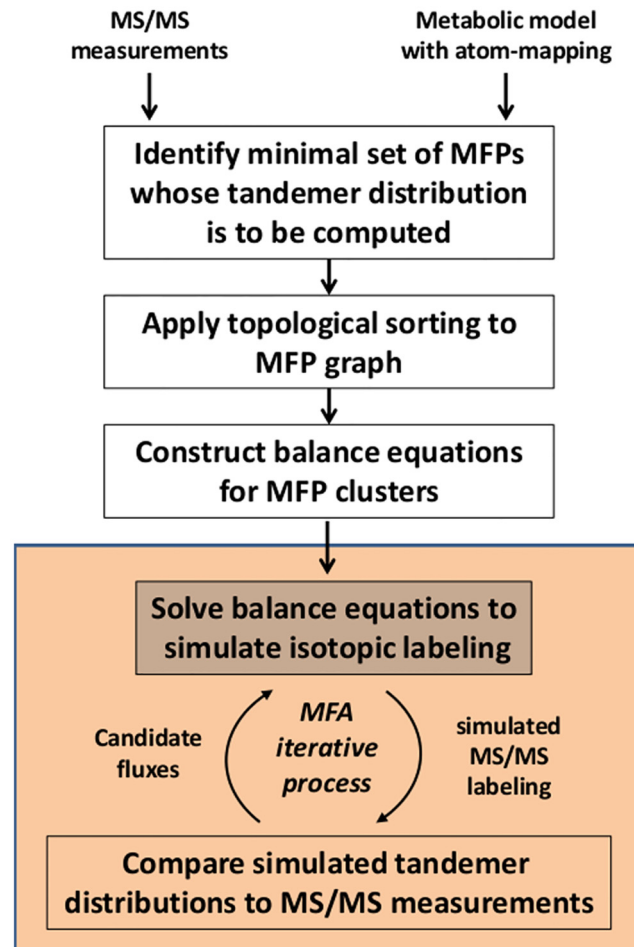 MS/MS
measurements
Metabolic model
with atom-mapping
Identify minimal set of MFPs
whose tandemer distribution
is to be computed
Apply topological sorting to
MFP graph
Construct balance equations
for MFP clusters
Solve balance equations to
simulate isotopic labeling
Candidate
fluxes
MFA
iterative
process
simulated
MS/MS
labeling
Compare simulated tandemer
distributions to MS/MS measurements